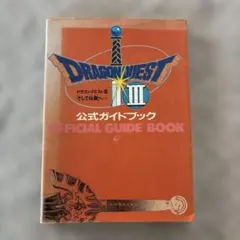 DRAGON QUEST
III
ドラゴンクエストIII
そして伝説へ…
公式ガイドブック
OFFICIAL GUIDE BOOK